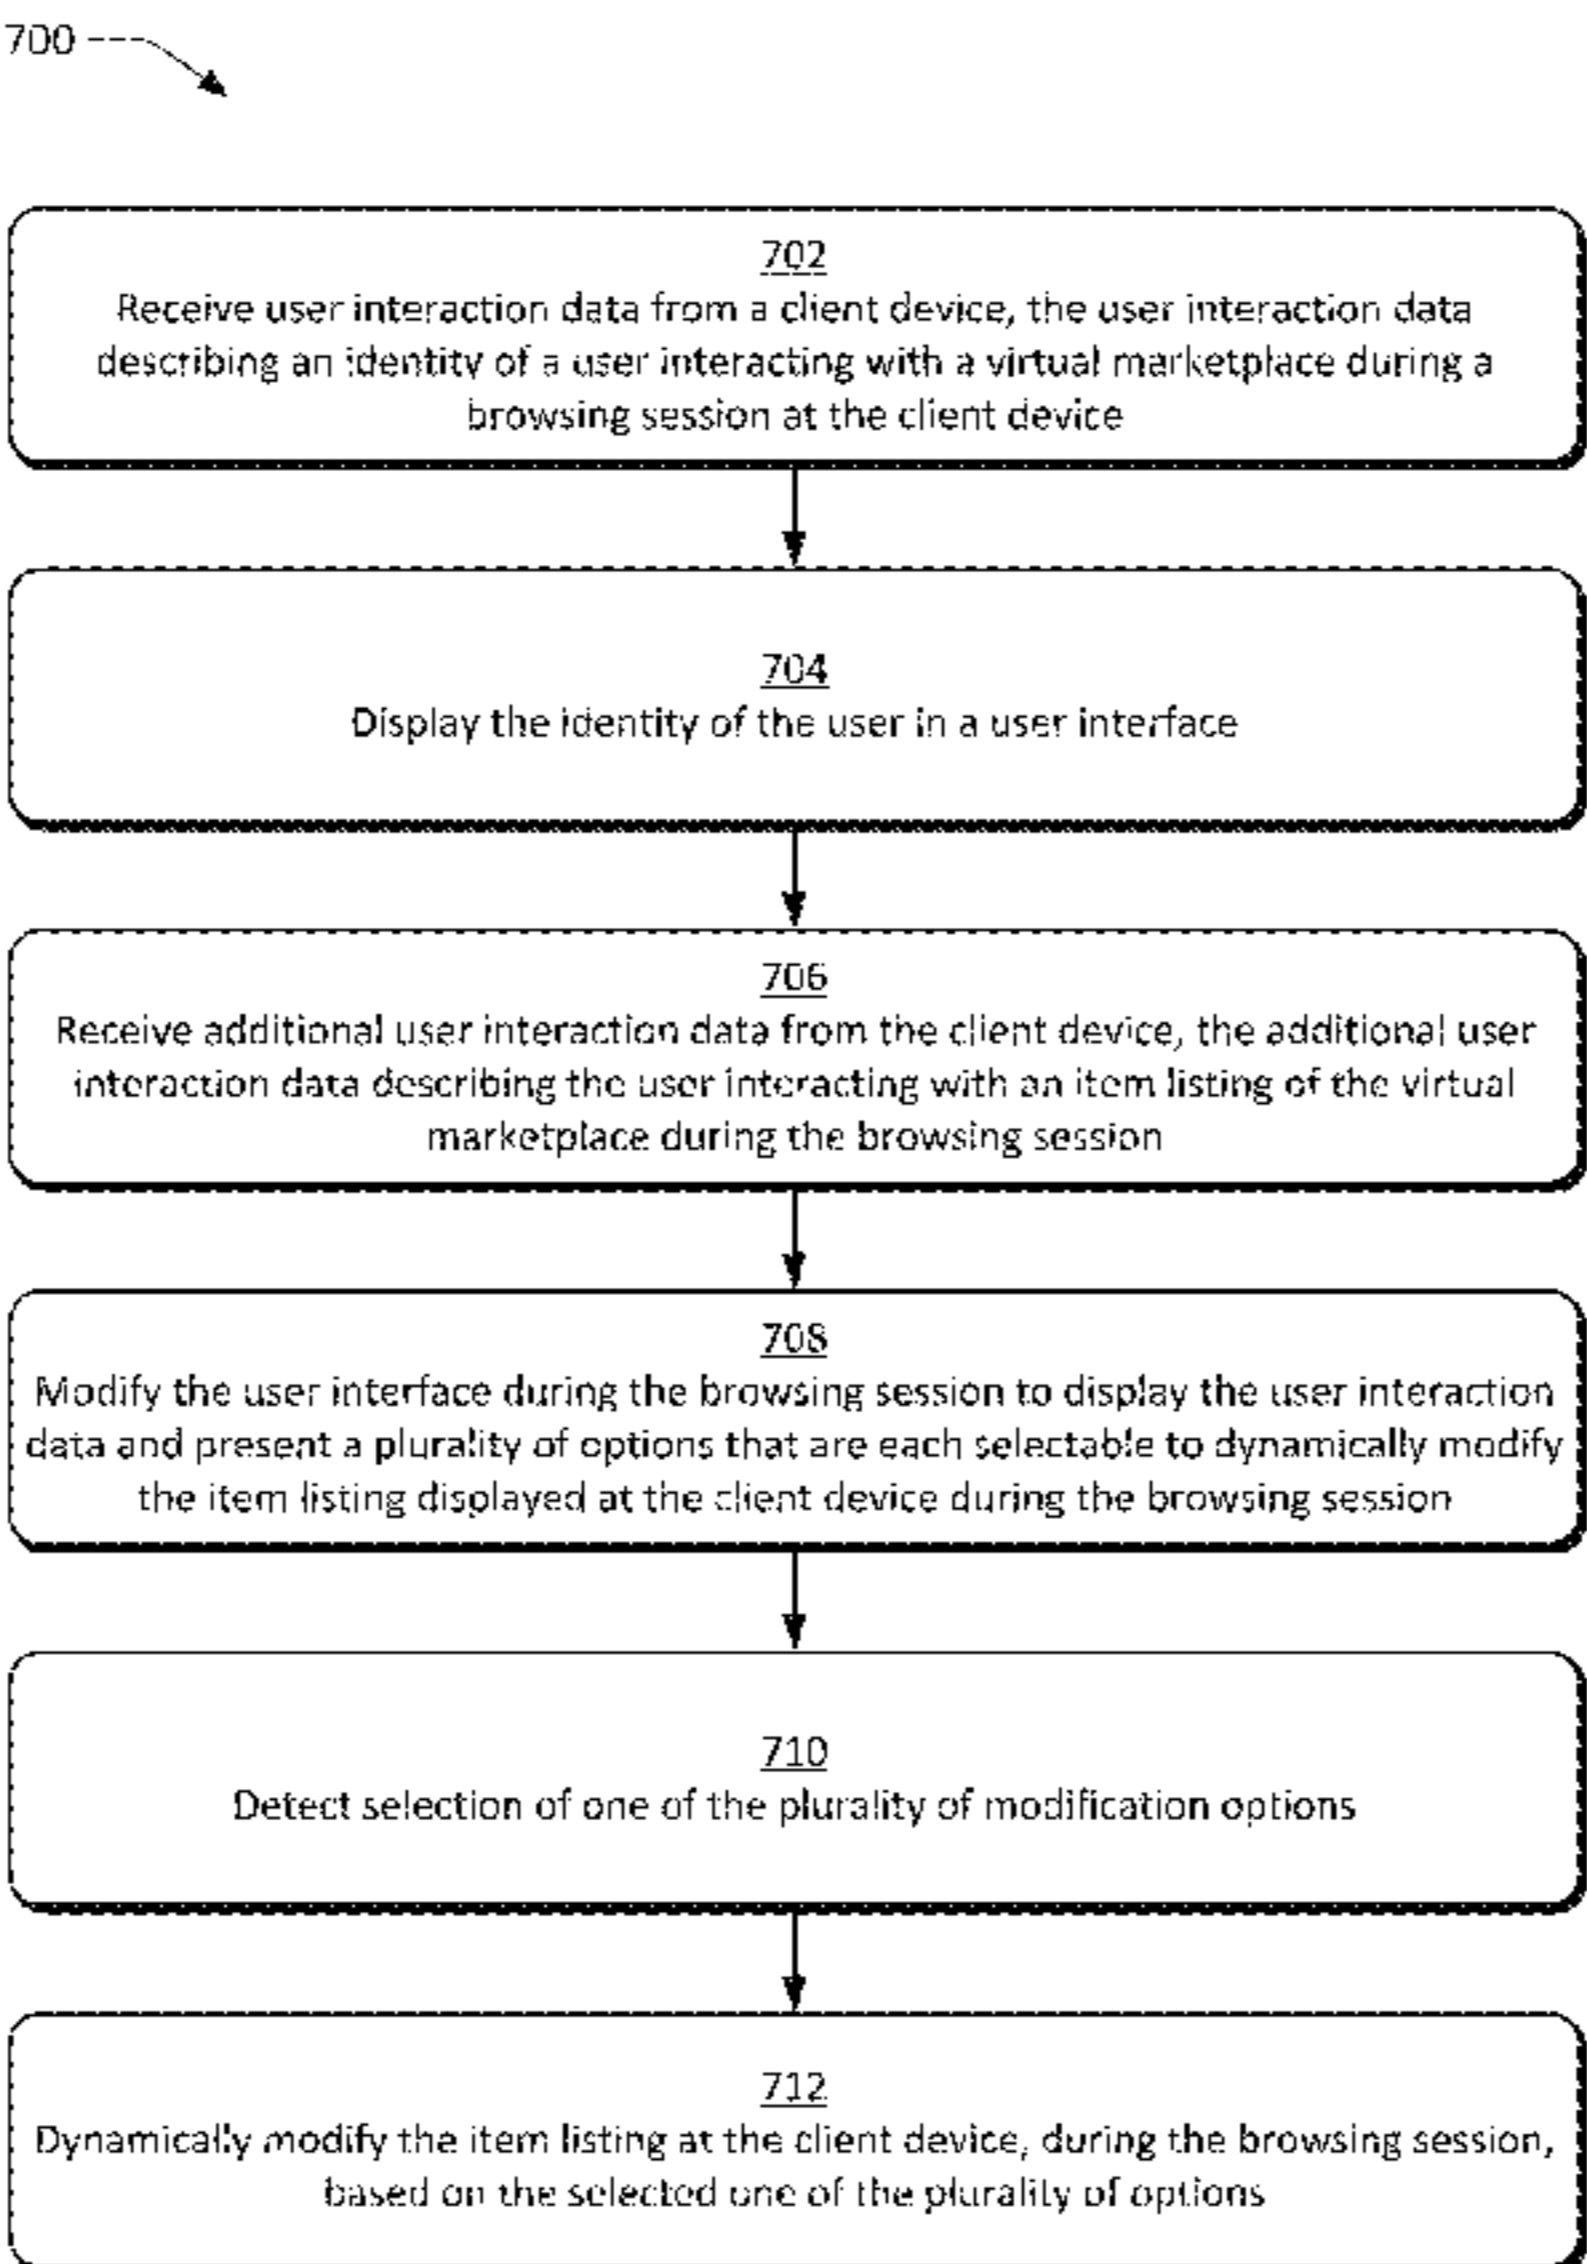 700
702
Receive user interaction data from a client device, the user interaction data
describing an identity of a user interacting with a virtual marketplace during a
browsing session at the client device
704
Display the identity of the user in a user interface
706
Receive additional user interaction data from the client device, the additional user
interaction data describing the user interacting with an item listing of the virtual
marketplace during the browsing session
708
Modify the user interface during the browsing session to display the user interaction
data and present a plurality of options that are each selectable to dynamically modify
the item listing displayed at the client device during the browsing session
710
Detect selection of one of the plurality of modification options
712
Dynamically modify the item listing at the client device, during the browsing session,
based on the selected one of the plurality of options